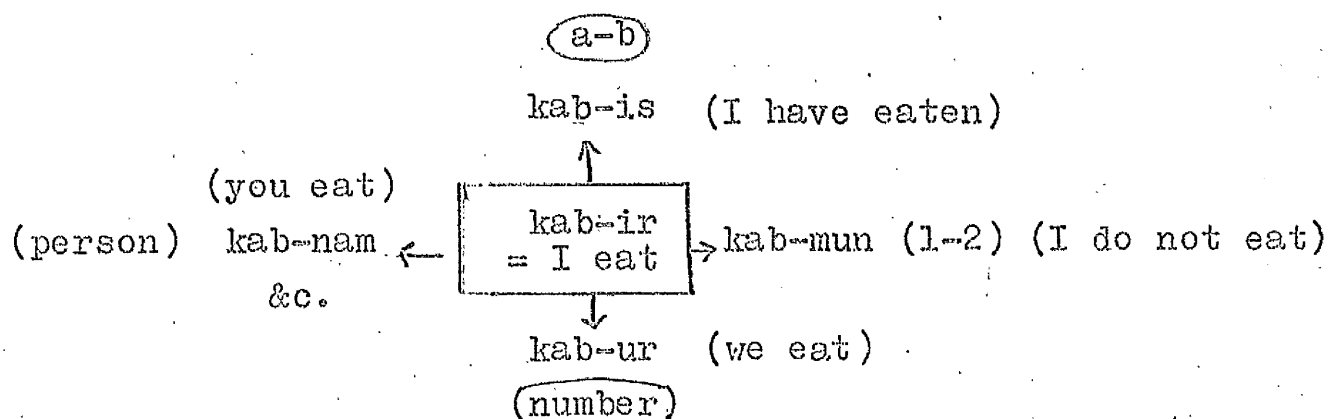 a-b
kab-is (I have eaten)
(you eat)
(person) kab-nam
&c.
kab-ir
= I eat
kab-mun (1-2) (I do not eat)
kab-ur (we eat)
(number)